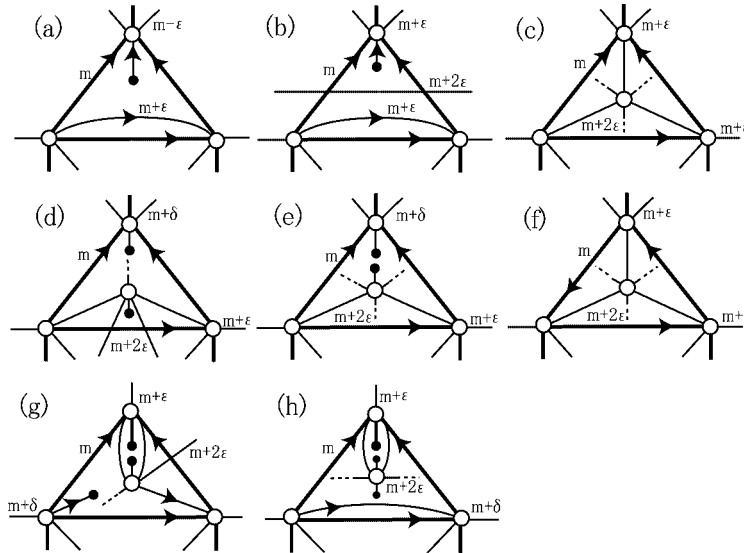 (a) m−ε (b) m+ε (c) m+ε
m m m+2ε m
m+ε m+ε m+2ε m+ε
(d) m+δ (e) m+δ (f) m+ε
m m m
m+2ε m+ε m+2ε m+ε m+2ε m+
(g) m+ε (h) m+ε
m m+2ε m
m+δ m+2ε m+δ